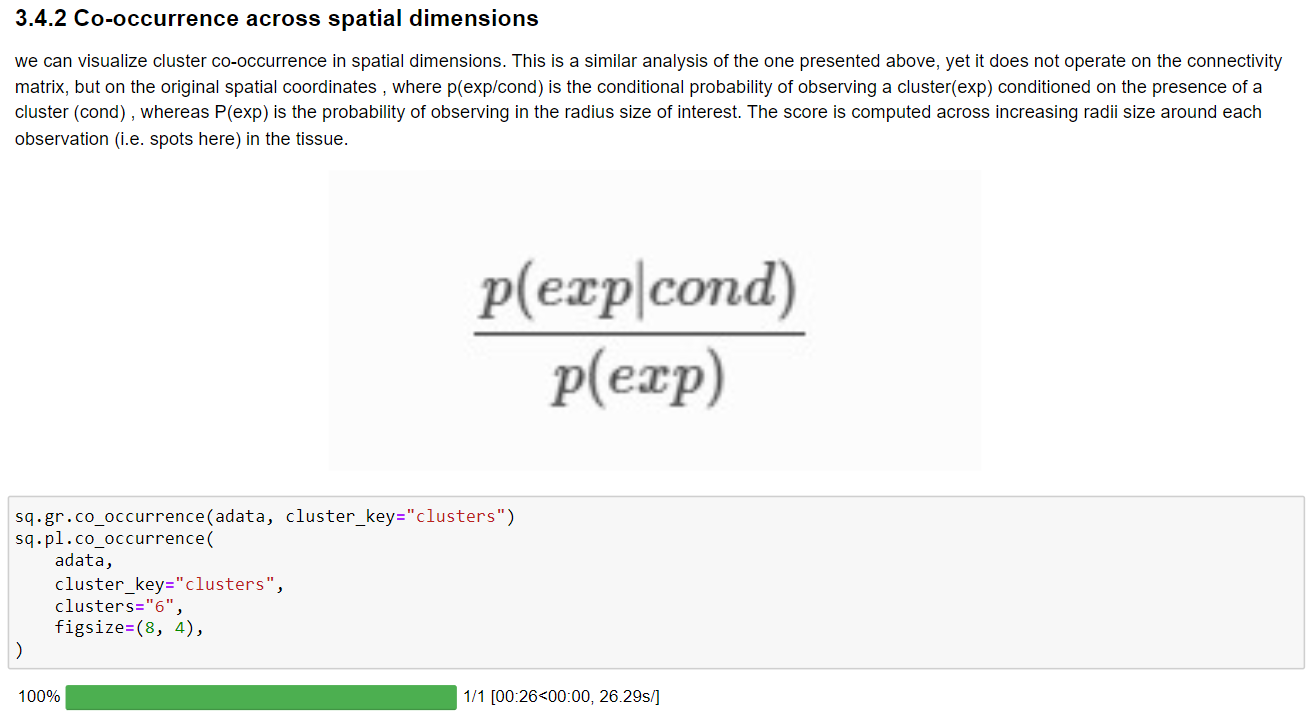 3.4.2 Co-occurrence across spatial dimensions
we can visualize cluster co-occurrence in spatial dimensions. This is a similar analysis of the one presented above, yet it does not operate on the connectivity
matrix, but on the original spatial coordinates , where p(exp/cond) is the conditional probability of observing a cluster(exp) conditioned on the presence of a
cluster (cond) , whereas P(exp) is the probability of observing in the radius size of interest. The score is computed across increasing radii size around each
observation (i.e. spots here) in the tissue.
p(exp|cond)
p(exp)
sq.gr.co_occurrence(adata, cluster_key="clusters")
sq.pl.co_occurrence(
    adata,
    cluster_key="clusters",
    clusters="6",
    figsize=(8, 4),
)
100% 1/1 [00:26<00:00, 26.29s/]